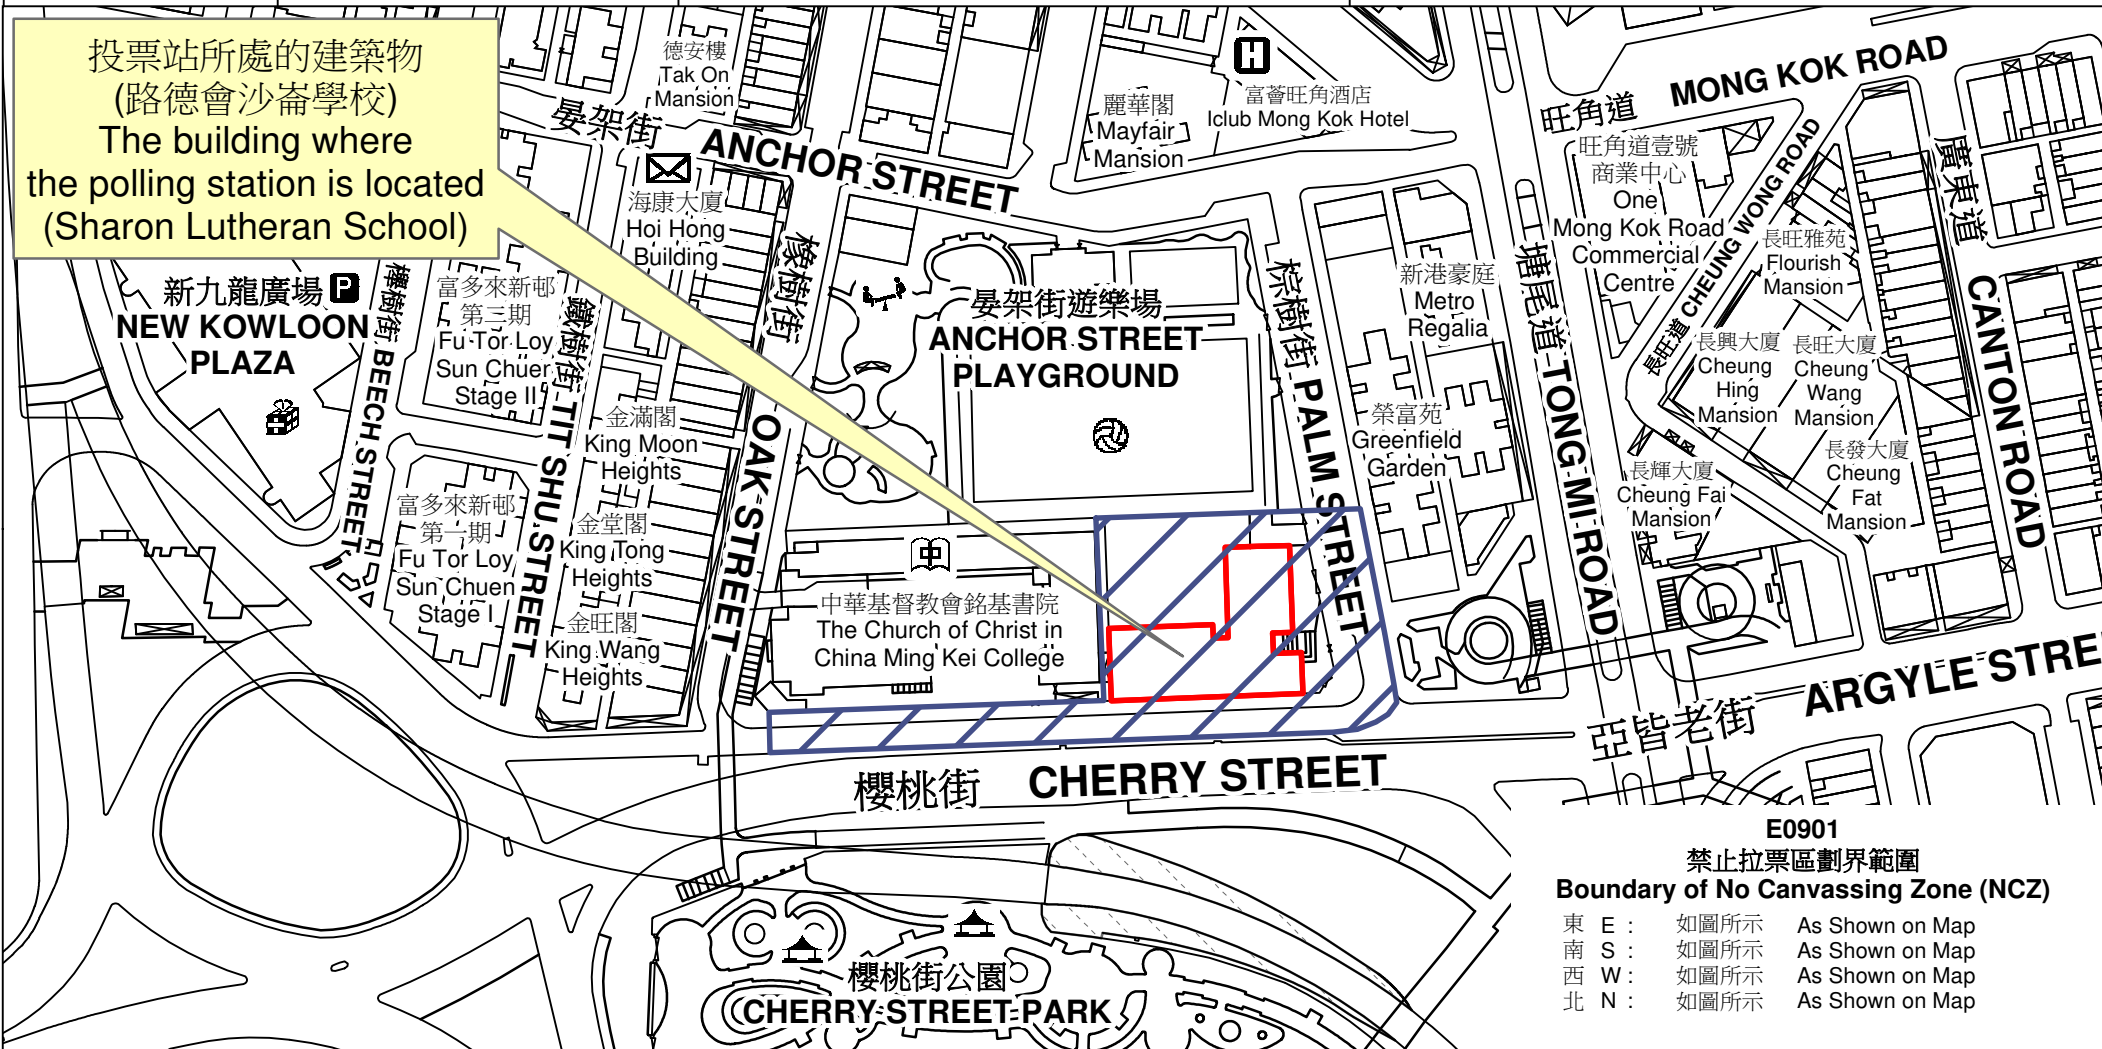 投票站所處的建築物
(路德會沙崙學校)
The building where
the polling station is located
(Sharon Lutheran School)
德安樓
Tak On
Mansion
晏架街
ANCHOR STREET
麗華閣
Mayfair
Mansion
H
富薈旺角酒店
Iclub Mong Kok Hotel
旺角道
MONG KOK ROAD
旺角道壹號
商業中心
One
Mong Kok Road
Commercial
Centre
長旺道 CHEUNG WONG ROAD
長旺雅苑
Flourish
Mansion
廣東道
CANTON ROAD
海康大廈
Hoi Hong
Building
橡樹街
OAK STREET
新九龍廣場
P
NEW KOWLOON
PLAZA
櫸樹街 BEECH STREET
富多來新邨
第三期
Fu Tor Loy
Sun Chuen
Stage II
鐵樹街 TIT SHU STREET
晏架街遊樂場
ANCHOR STREET
PLAYGROUND
棕樹街 PALM STREET
新港豪庭
Metro
Regalia
塘尾道 TONG MI ROAD
長興大廈
Cheung
Hing
Mansion
長旺大廈
Cheung
Wang
Mansion
金滿閣
King Moon
Heights
榮富苑
Greenfield
Garden
長輝大廈
Cheung Fai
Mansion
長發大廈
Cheung
Fat
Mansion
富多來新邨
第一期
Fu Tor Loy
Sun Chuen
Stage I
金堂閣
King Tong
Heights
金旺閣
King Wang
Heights
中
中華基督教會銘基書院
The Church of Christ in
China Ming Kei College
亞皆老街
ARGYLE STRE
櫻桃街 CHERRY STREET
櫻桃街公園
CHERRY STREET PARK
E0901
禁止拉票區劃界範圍
Boundary of No Canvassing Zone (NCZ)
東 E : 如圖所示 As Shown on Map
南 S : 如圖所示 As Shown on Map
西 W : 如圖所示 As Shown on Map
北 N : 如圖所示 As Shown on Map